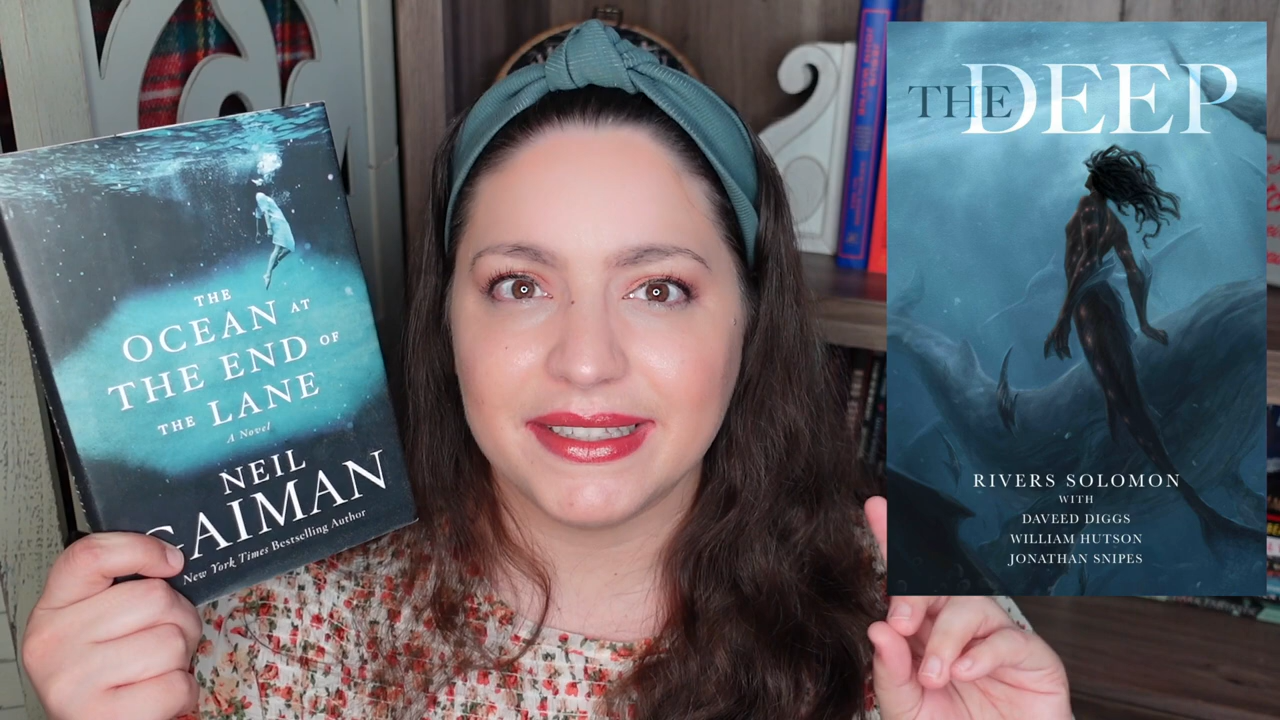 THE
OCEAN AT
THE END OF
THE LANE
A Novel
NEIL
GAIMAN
New York Times Bestselling Author
THE DEEP
RIVERS SOLOMON
WITH
DAVEED DIGGS
WILLIAM HUTSON
JONATHAN SNIPES